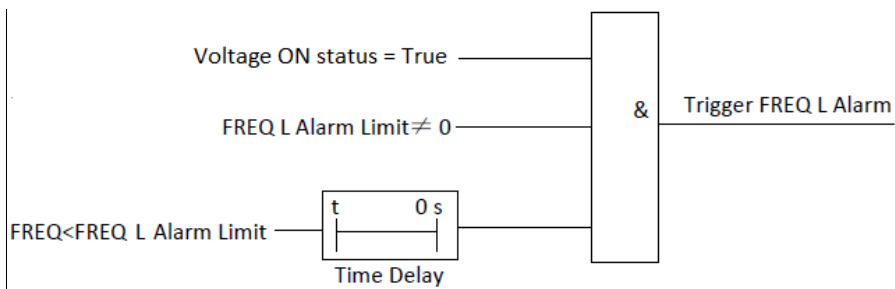 Voltage ON status = True
FREQ L Alarm Limit≠ 0
&
Trigger FREQ L Alarm
t 0 s
FREQ<FREQ L Alarm Limit
Time Delay